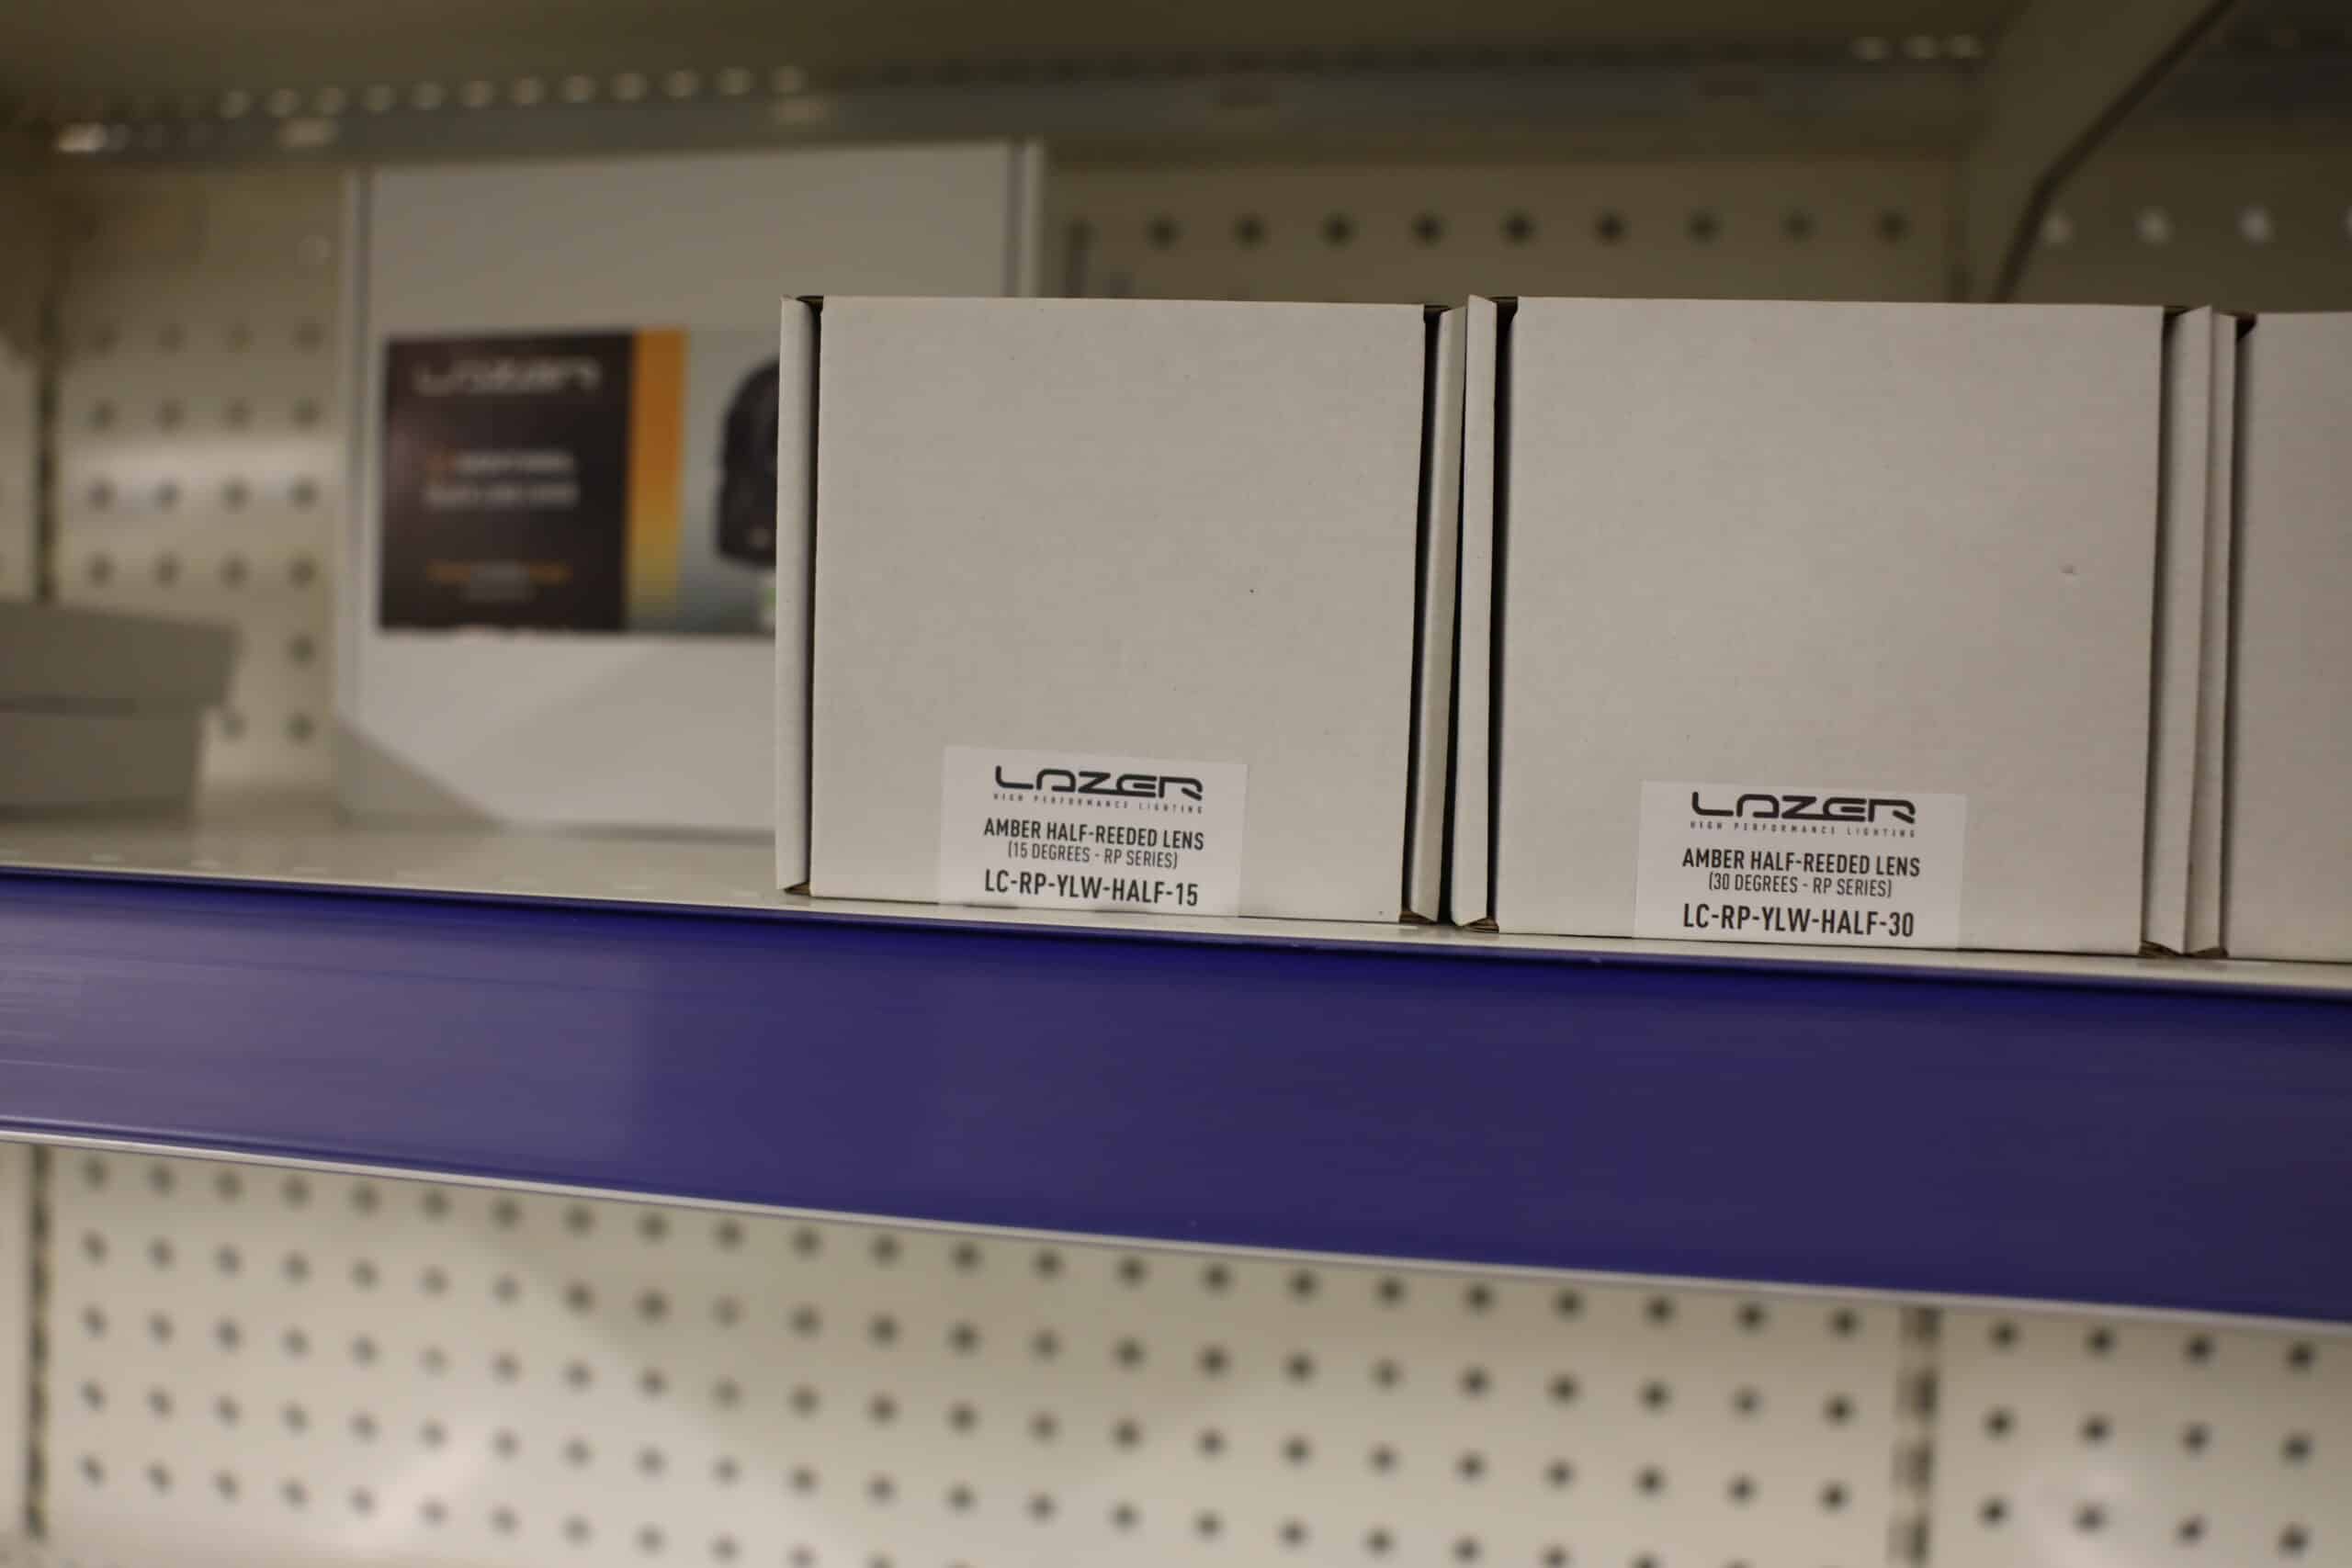 LAZER
LAZER
HIGH PERFORMANCE LIGHTING
AMBER HALF-REEDED LENS
(15 DEGREES - RP SERIES)
LC-RP-YLW-HALF-15
LAZER
HIGH PERFORMANCE LIGHTING
AMBER HALF-REEDED LENS
(30 DEGREES - RP SERIES)
LC-RP-YLW-HALF-30